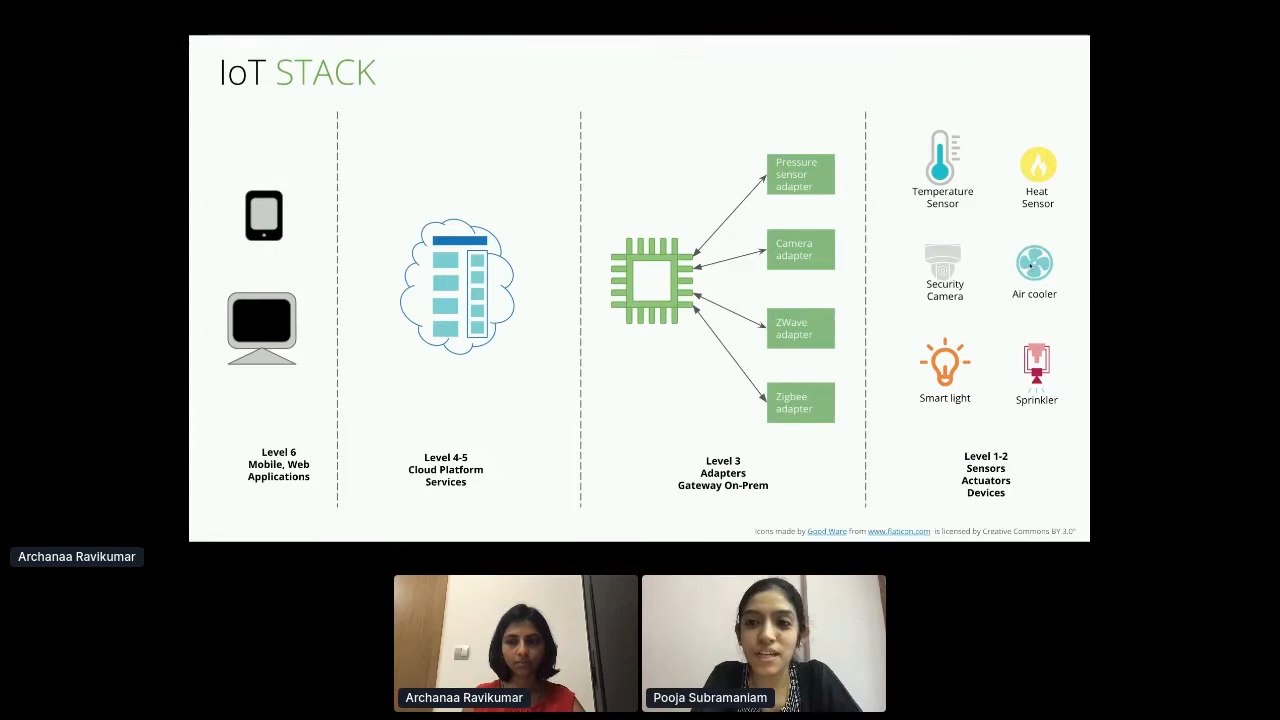 IoT STACK
Level 6
Mobile, Web
Applications
Level 4-5
Cloud Platform
Services
Pressure
sensor
adapter
Camera
adapter
ZWave
adapter
Zigbee
adapter
Level 3
Adapters
Gateway On-Prem
Temperature
Sensor
Heat
Sensor
Security
Camera
Air cooler
Smart light
Sprinkler
Level 1-2
Sensors
Actuators
Devices
Icons made by Good Ware from www.flaticon.com is licensed by Creative Commons BY 3.0"
Archanaa Ravikumar
Archanaa Ravikumar
Pooja Subramaniam